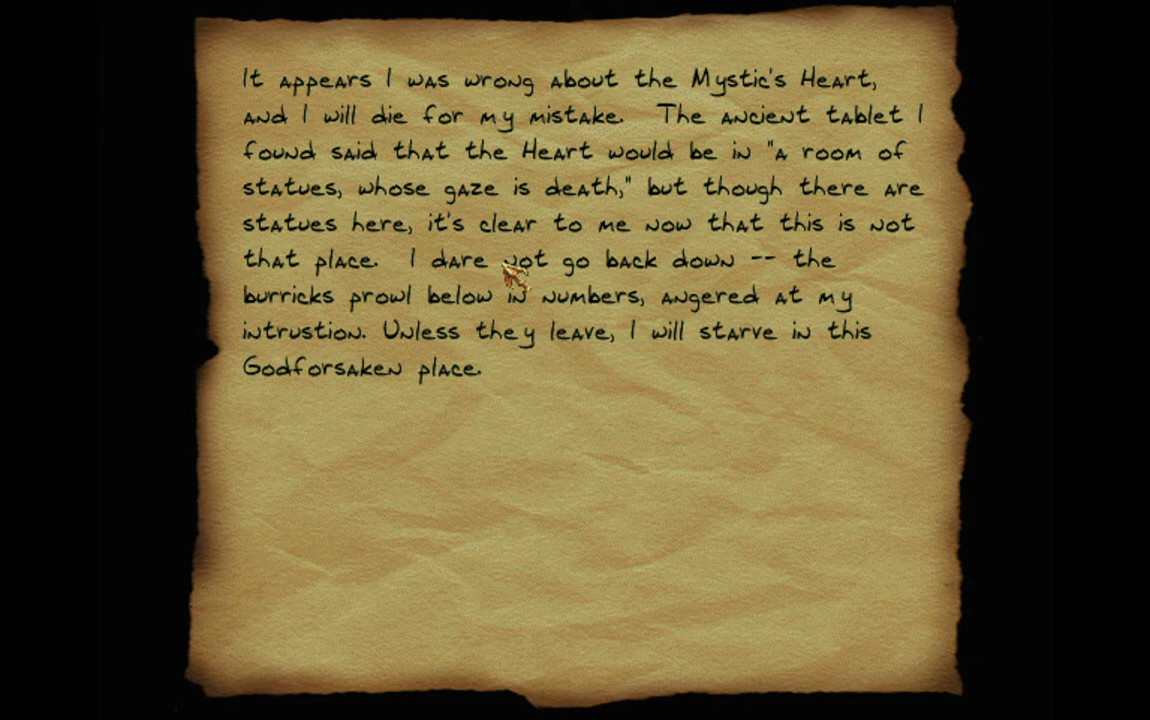 It appears I was wrong about the Mystic's Heart,
and I will die for my mistake.  The ancient tablet I
found said that the Heart would be in "a room of
statues, whose gaze is death," but though there are
statues here, it's clear to me now that this is not
that place.  I dare not go back down -- the
burricks prowl below in numbers, angered at my
intrustion. Unless they leave, I will starve in this
Godforsaken place.